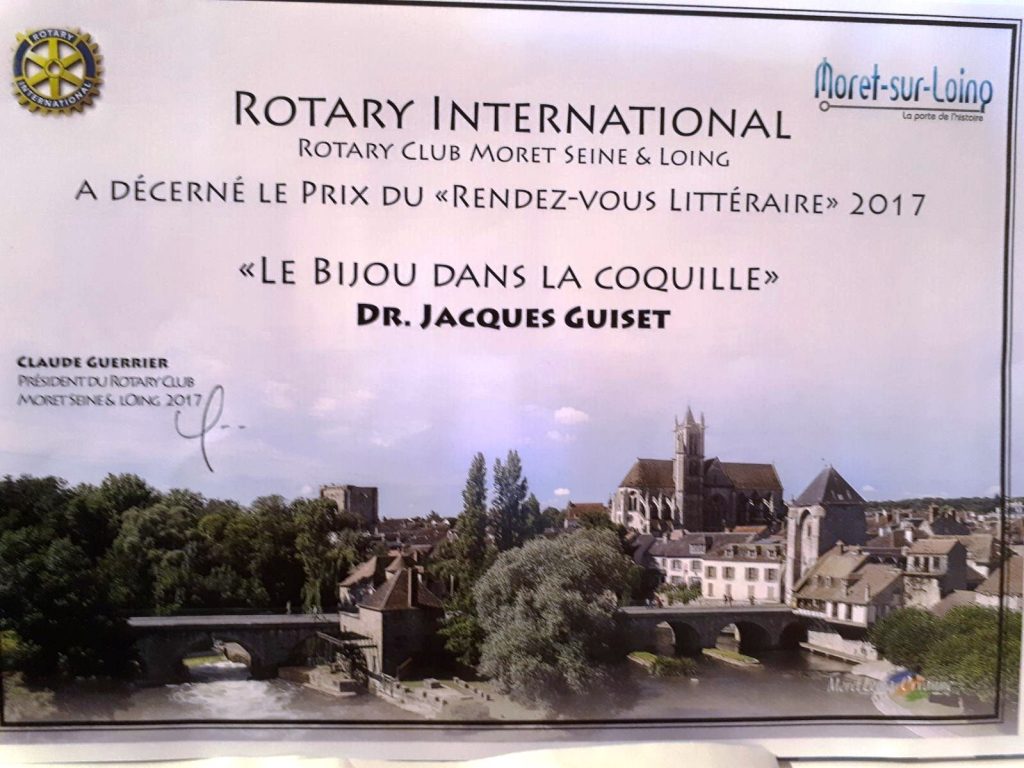 ROTARY
INTERNATIONAL
Moret-sur-Loing
La porte de l'histoire
ROTARY INTERNATIONAL
ROTARY CLUB MORET SEINE & LOING
A DÉCERNÉ LE PRIX DU «RENDEZ-VOUS LITTÉRAIRE» 2017
«LE BIJOU DANS LA COQUILLE»
DR. JACQUES GUISET
CLAUDE GUERRIER
PRÉSIDENT DU ROTARY CLUB
MORET SEINE & LOING 2017
Moret